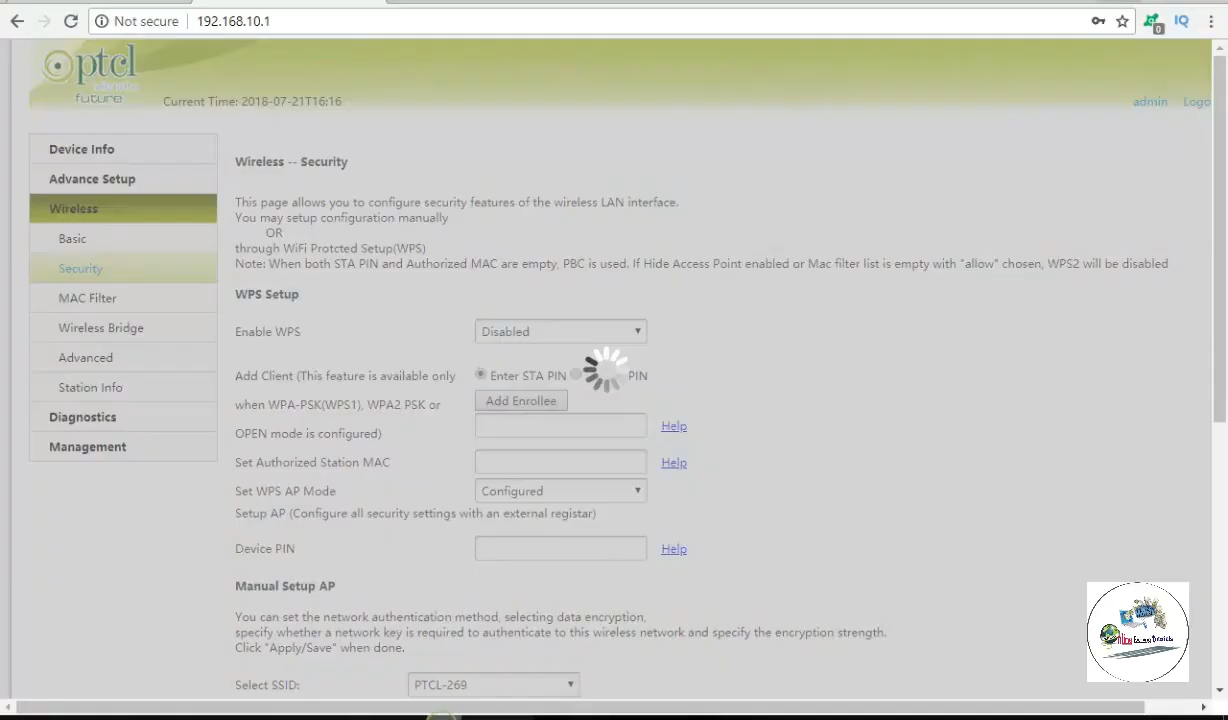 Not secure 192.168.10.1
IQ
0
ptcl
future
Current Time: 2018-07-21T16:16
admin Logo
Device Info
Advance Setup
Wireless
Basic
Security
MAC Filter
Wireless Bridge
Advanced
Station Info
Diagnostics
Management
Wireless -- Security
This page allows you to configure security features of the wireless LAN interface.
You may setup configuration manually
OR
through WiFi Protcted Setup(WPS)
Note: When both STA PIN and Authorized MAC are empty, PBC is used. If Hide Access Point enabled or Mac filter list is empty with "allow" chosen, WPS2 will be disabled
WPS Setup
Enable WPS Disabled
Add Client (This feature is available only Enter STA PIN PIN
when WPA-PSK(WPS1), WPA2 PSK or Add Enrollee
OPEN mode is configured) Help
Set Authorized Station MAC Help
Set WPS AP Mode Configured
Setup AP (Configure all security settings with an external registar)
Device PIN Help
Manual Setup AP
You can set the network authentication method, selecting data encryption,
specify whether a network key is required to authenticate to this wireless network and specify the encryption strength.
Click "Apply/Save" when done.
Select SSID: PTCL-269